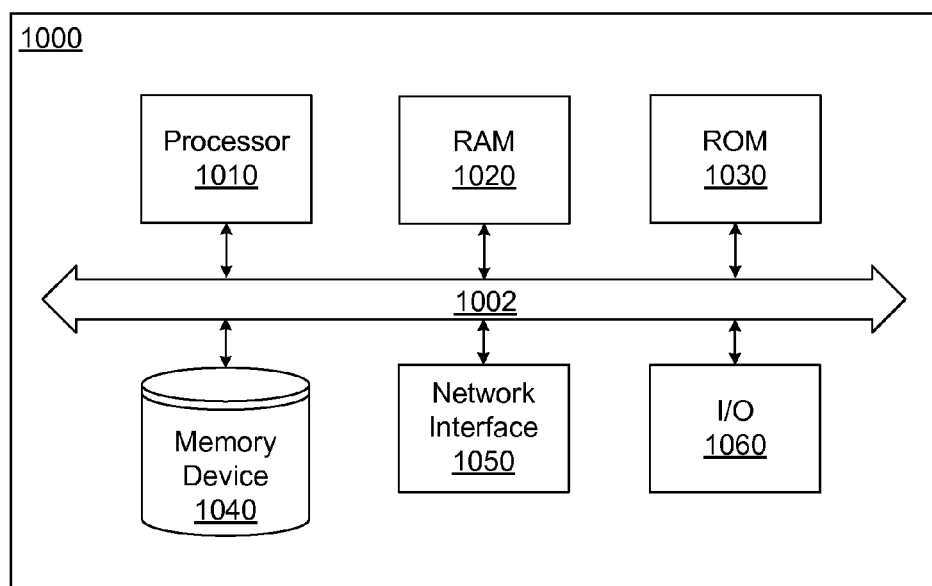 1000
Processor
1010
RAM
1020
ROM
1030
1002
Memory
Device
1040
Network
Interface
1050
I/O
1060